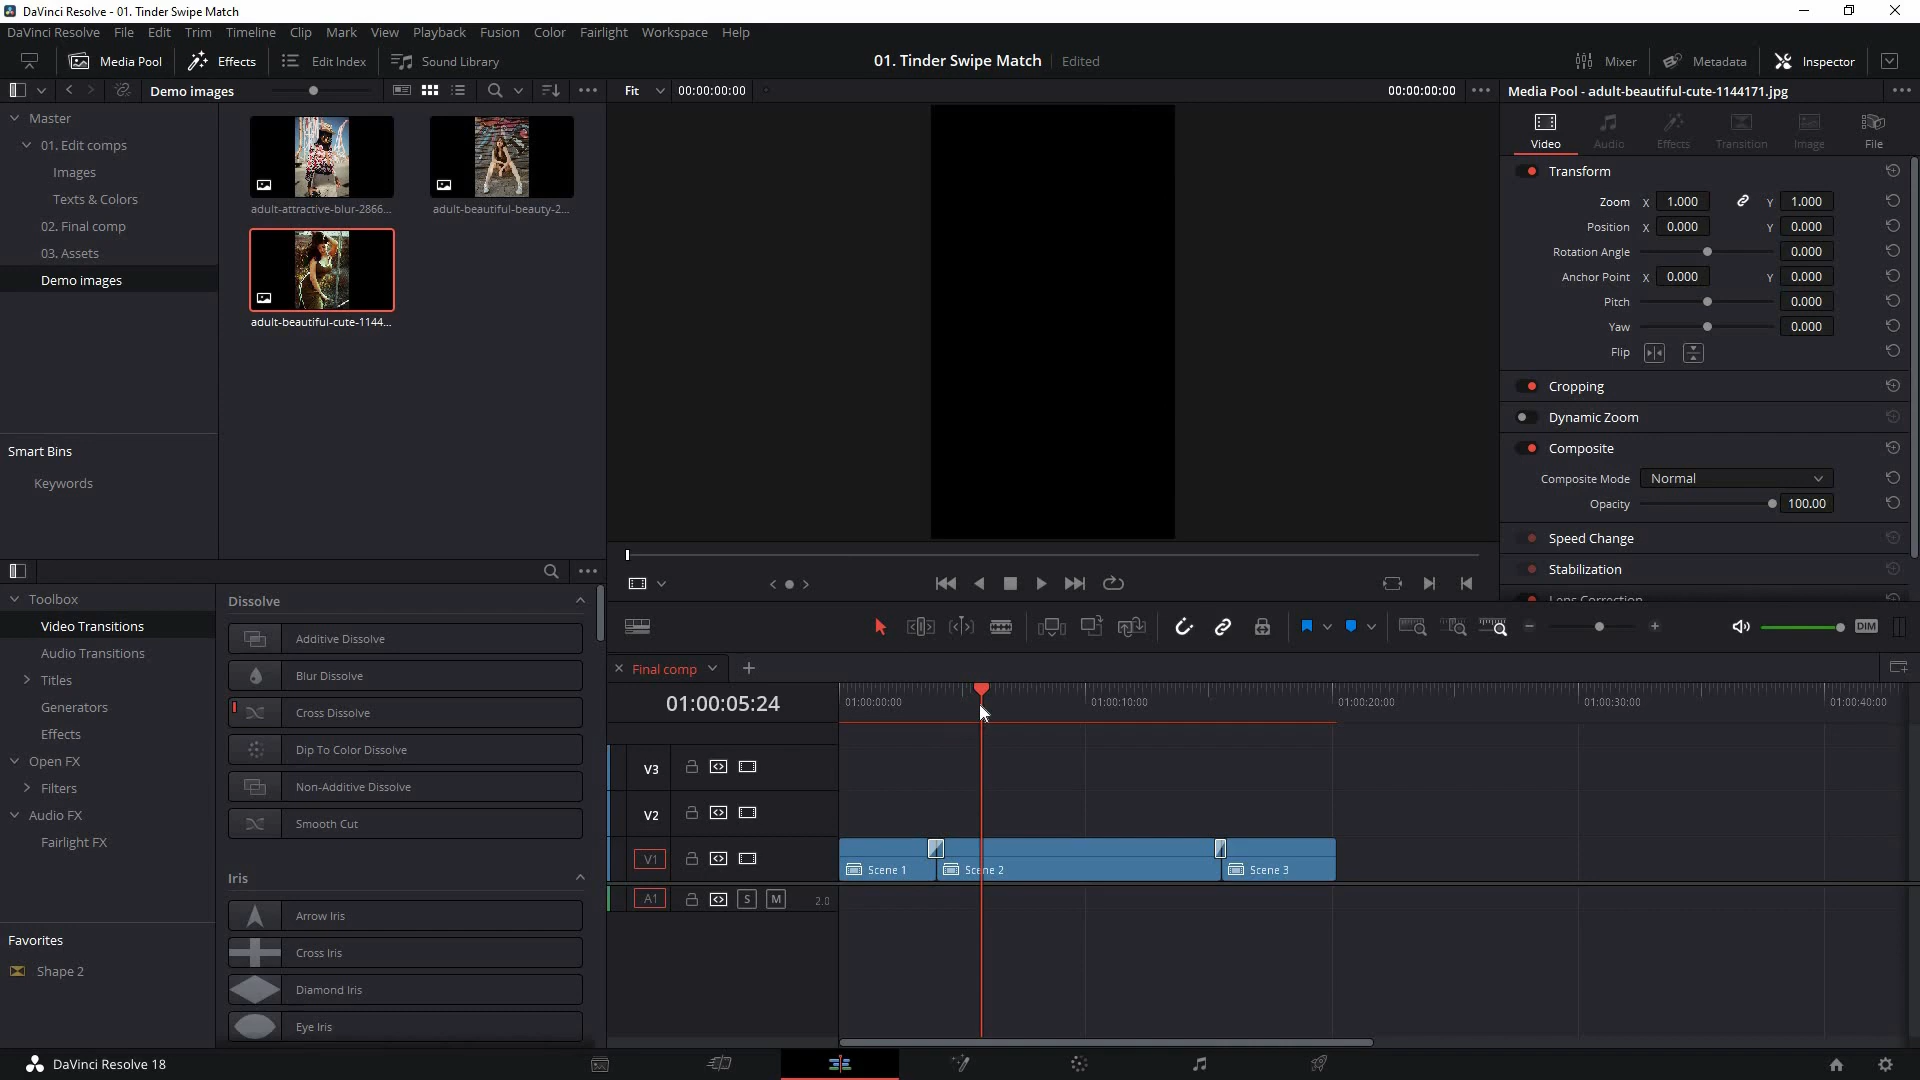 DaVinci Resolve - 01. Tinder Swipe Match
DaVinci Resolve File Edit Trim Timeline Clip Mark View Playback Fusion Color Fairlight Workspace Help
Media Pool Effects Edit Index Sound Library 01. Tinder Swipe Match Edited Mixer Metadata Inspector
Demo images Fit 00:00:00:00 00:00:00:00 Media Pool - adult-beautiful-cute-1144171.jpg
Master
01. Edit comps
Images
Texts & Colors
02. Final comp
03. Assets
Demo images
Smart Bins
Keywords
adult-attractive-blur-2866...
adult-beautiful-beauty-2...
adult-beautiful-cute-1144...
Video Audio Effects Transition Image File
Transform
Zoom X 1.000 Y 1.000
Position X 0.000 Y 0.000
Rotation Angle 0.000
Anchor Point X 0.000 Y 0.000
Pitch 0.000
Yaw 0.000
Flip
Cropping
Dynamic Zoom
Composite
Composite Mode Normal
Opacity 100.00
Speed Change
Stabilization
Lens Correction
Toolbox
Video Transitions
Audio Transitions
Titles
Generators
Effects
Open FX
Filters
Audio FX
Fairlight FX
Favorites
Shape 2
Dissolve
Additive Dissolve
Blur Dissolve
Cross Dissolve
Dip To Color Dissolve
Non-Additive Dissolve
Smooth Cut
Iris
Arrow Iris
Cross Iris
Diamond Iris
Eye Iris
DIM
Final comp
01:00:05:24 01:00:00:00 01:00:10:00 01:00:20:00 01:00:30:00 01:00:40:00
V3
V2
V1 Scene 1 Scene 2 Scene 3
A1 S M 2.0
DaVinci Resolve 18